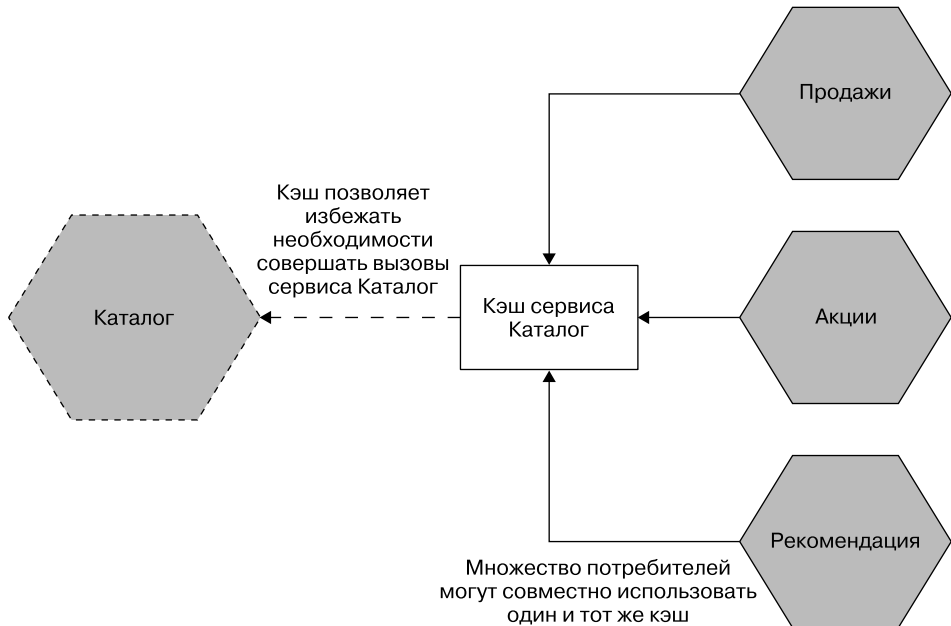 Продажи
Кэш позволяет
избежать
необходимости
совершать вызовы
сервиса Каталог
Каталог
Кэш сервиса
Каталог
Акции
Рекомендация
Множество потребителей
могут совместно использовать
один и тот же кэш